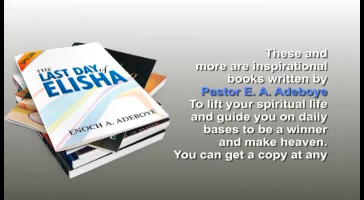 THE
LAST DAY of
ELISHA
ENOCH A. ADEBOYE
These and
more are inspirational
books written by
Pastor E. A. Adeboye
To lift your spiritual life
and guide you on daily
bases to be a winner
and make heaven.
You can get a copy at any